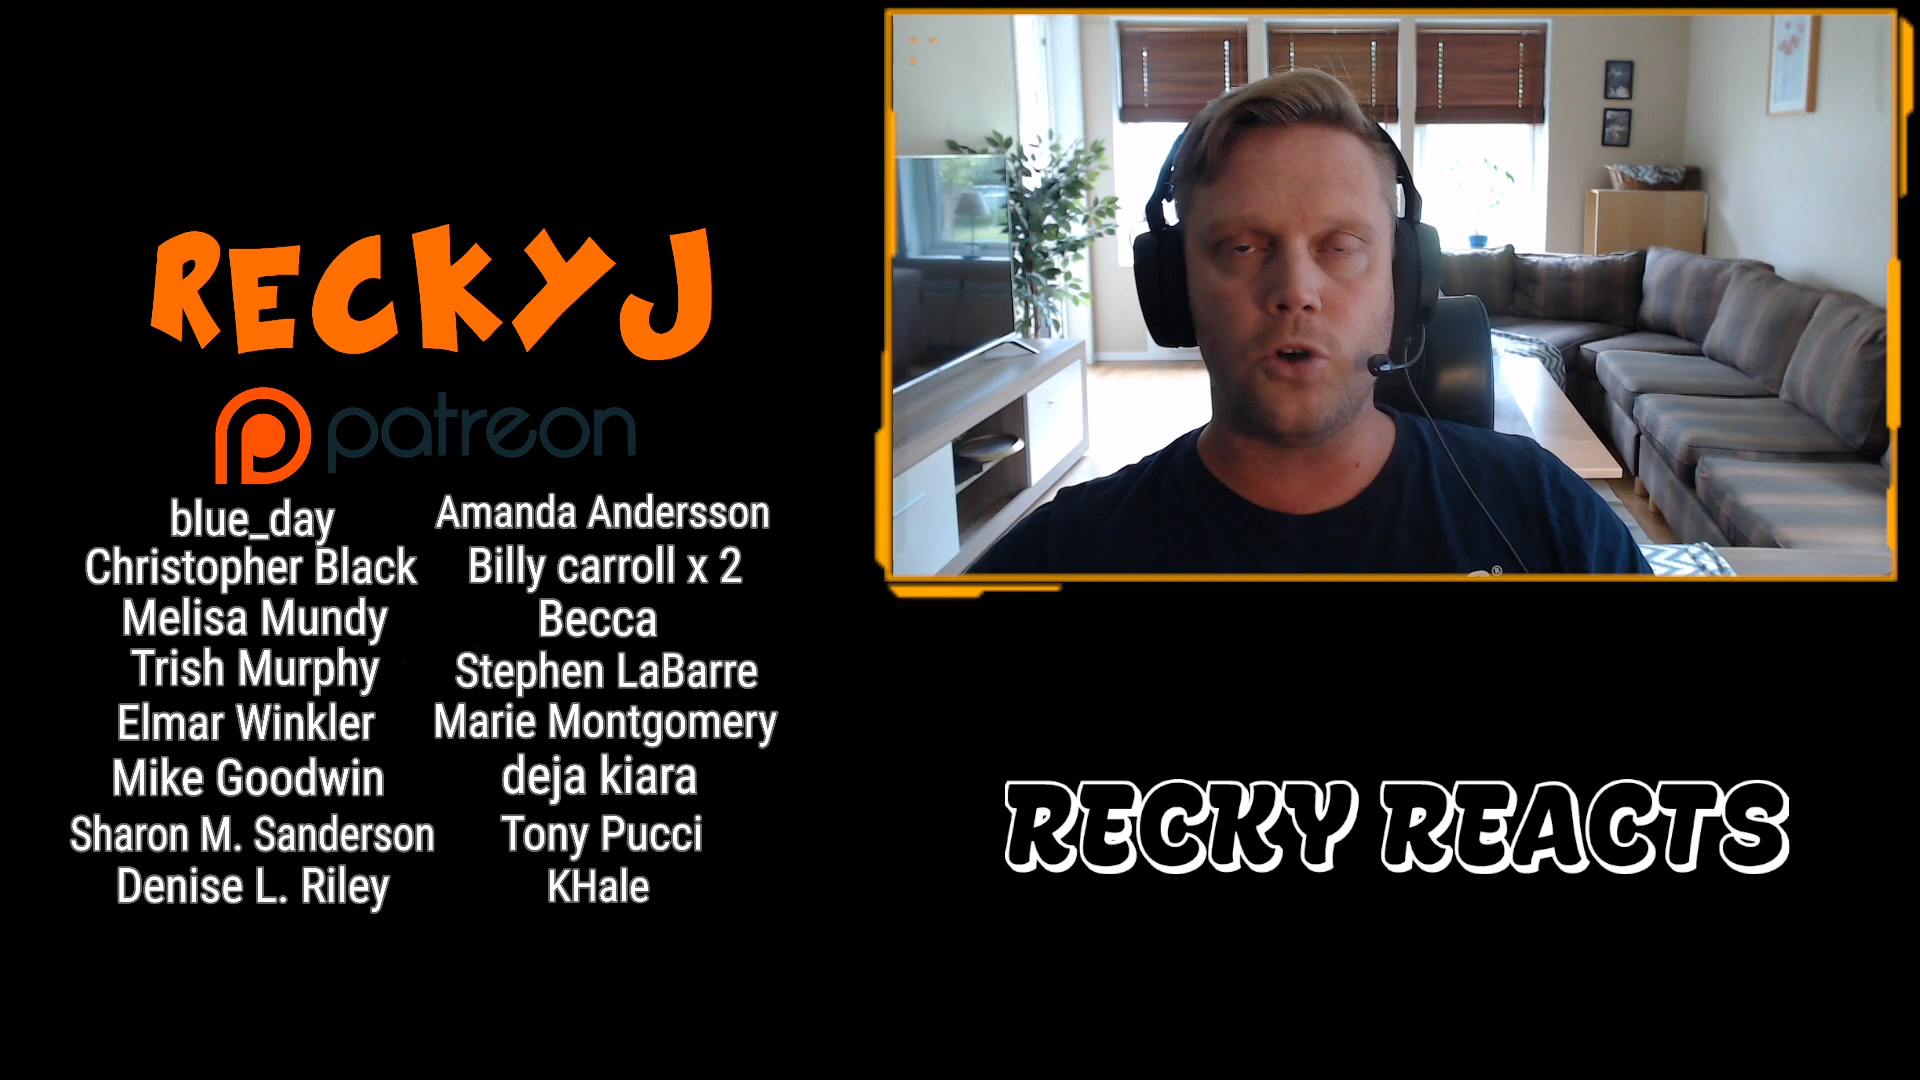 RECKYJ
patreon
blue_day
Christopher Black
Melisa Mundy
Trish Murphy
Elmar Winkler
Mike Goodwin
Sharon M. Sanderson
Denise L. Riley
Amanda Andersson
Billy carroll x 2
Becca
Stephen LaBarre
Marie Montgomery
deja kiara
Tony Pucci
KHale
®
RECKY REACTS